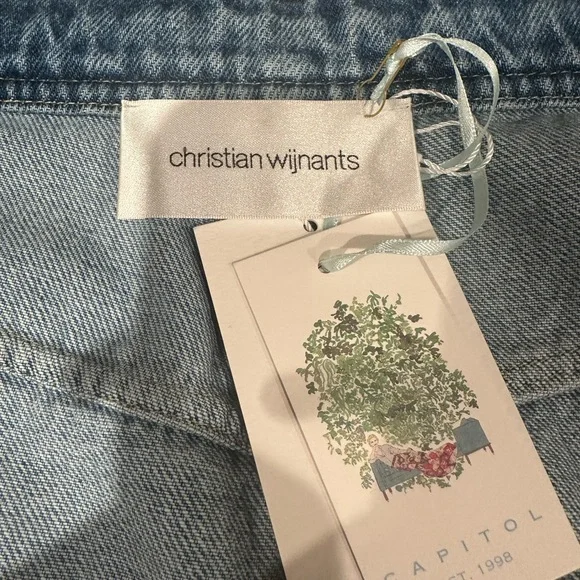 christian wijnants
CAPITOL
EST. 1998